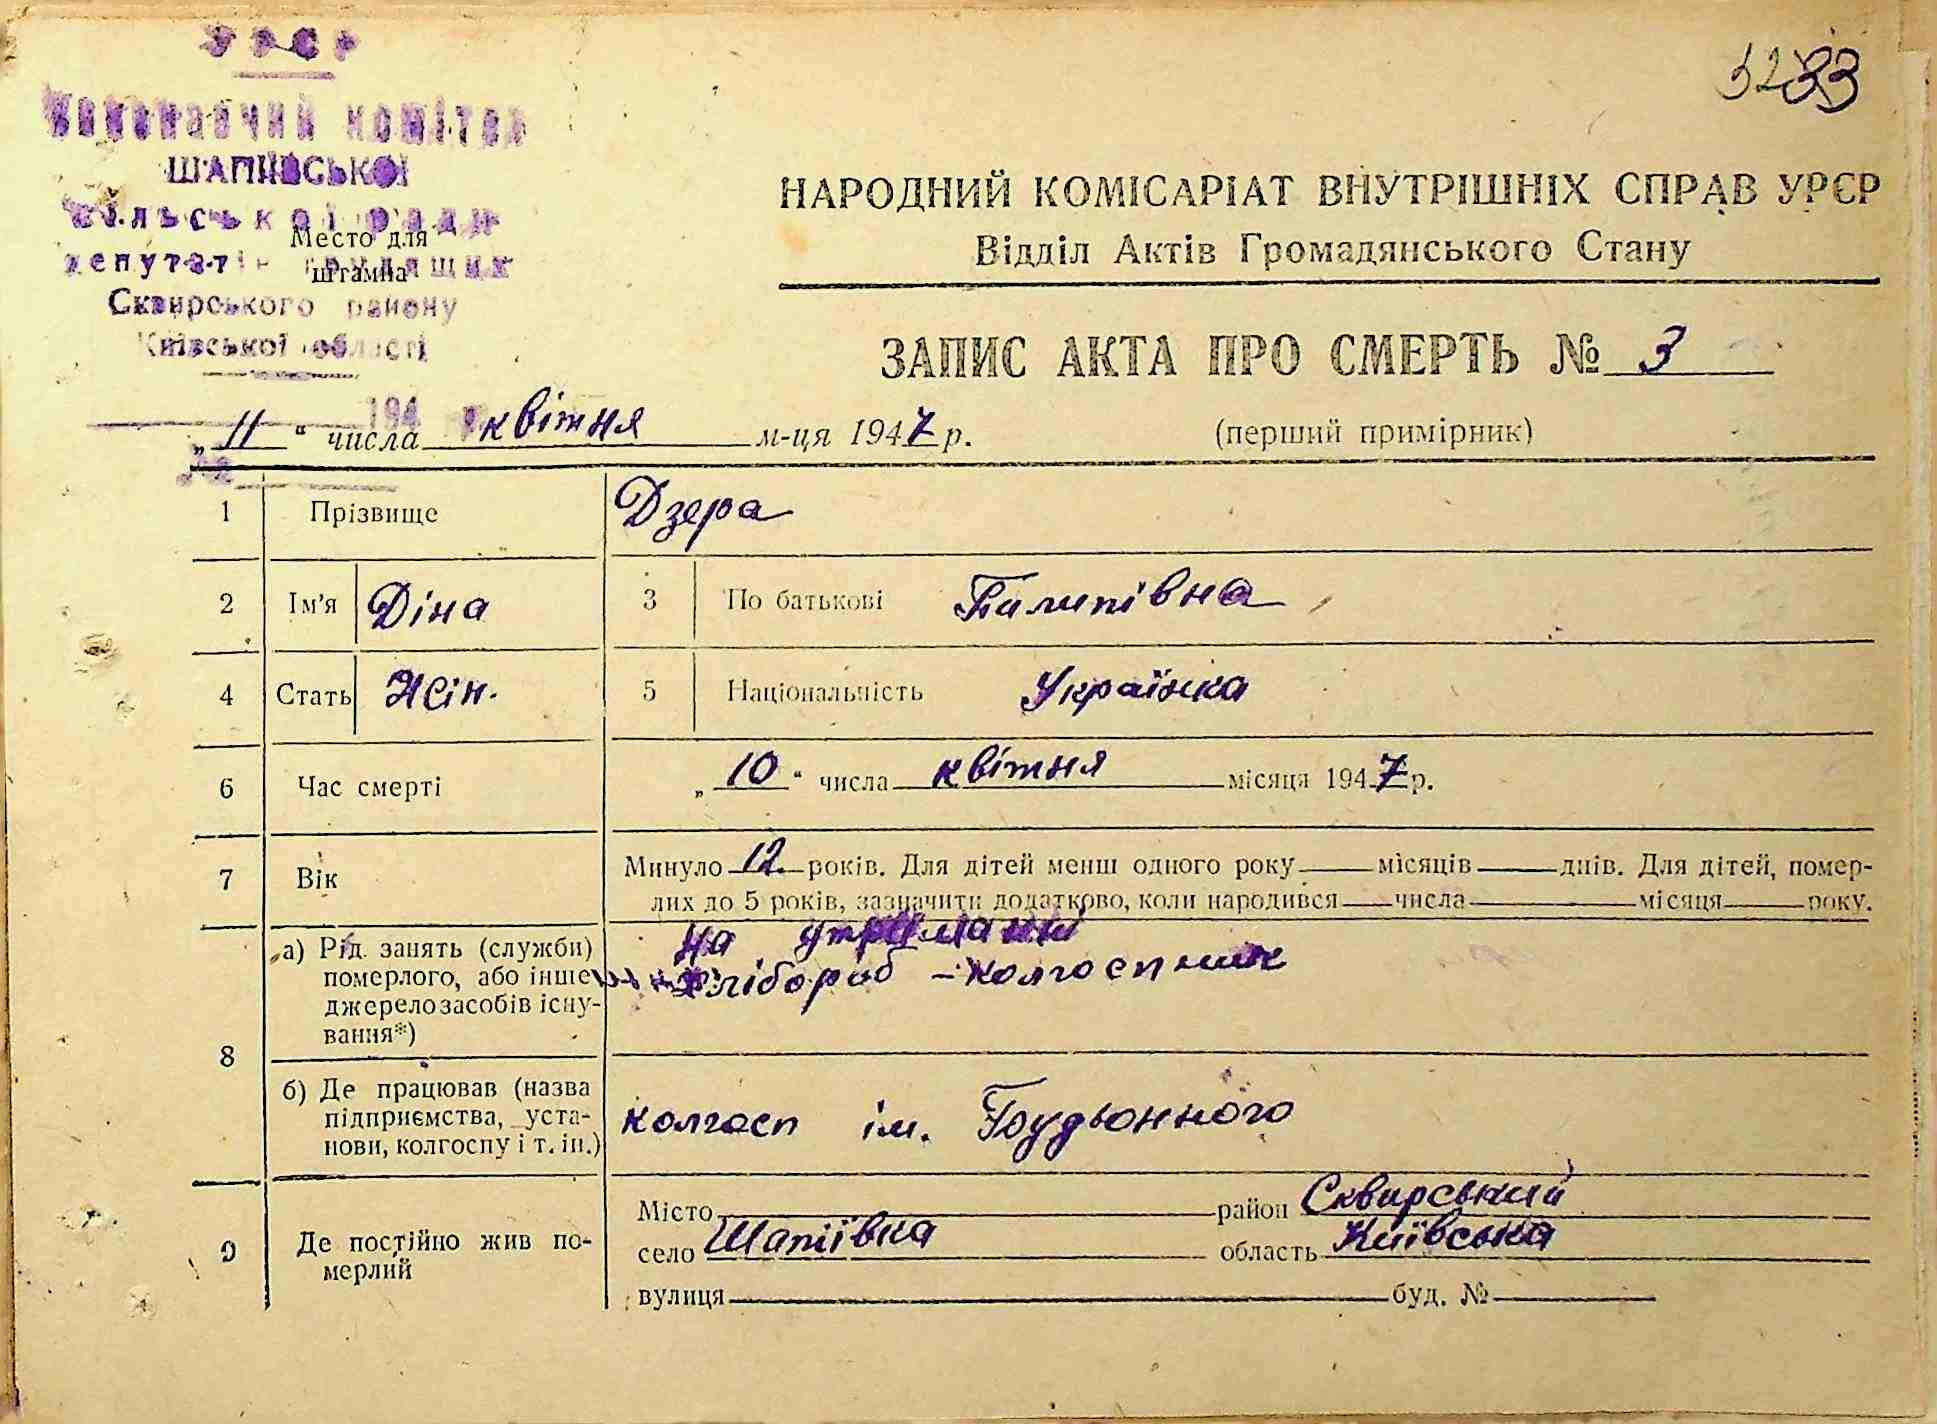 УРСР
Виконавчий комітет
ШАПІЇВСЬКОЇ
сільської ради
депутатів трудящих
Сквирського району
Київської області
194
Место для
штампа
3233
НАРОДНИЙ КОМІСАРІАТ ВНУТРІШНІХ СПРАВ УРСР
Відділ Актів Громадянського Стану
ЗАПИС АКТА ПРО СМЕРТЬ № 3
„ 11 “ числа квітня м-ця 1947 р. (перший примірник)
1 Прізвище Дзера
2 Ім'я Діна 3 По батькові Пилипівна
4 Стать Жін. 5 Національність Українка
6 Час смерті „ 10 “ числа квітня місяця 1947 р.
7 Вік Минуло 12 років. Для дітей менш одного року місяців днів. Для дітей, помер-
лих до 5 років, зазначити додатково, коли народився числа місяця року.
8 а) Рід занять (служби)
померлого, або інше
джерело засобів існу-
вання*)
на утриманні
хлібороб - колгоспник
б) Де працював (назва
підприємства, уста-
нови, колгоспу і т. ін.)
колгосп ім. Будьонного
9 Де постійно жив по-
мерлий
Місто район Сквирський
село Шапіївка область Київська
вулиця буд. №